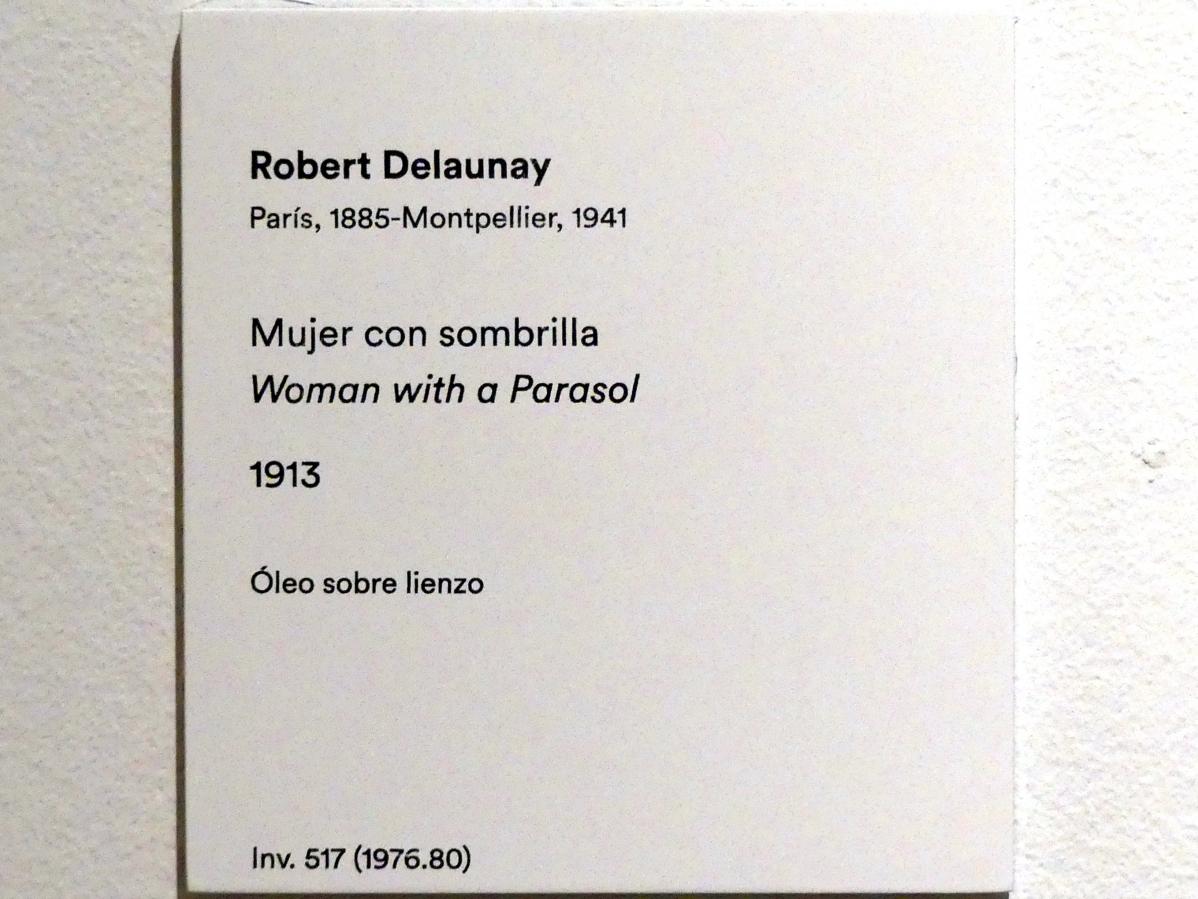 Robert Delaunay
París, 1885-Montpellier, 1941
Mujer con sombrilla
Woman with a Parasol
1913
Óleo sobre lienzo
Inv. 517 (1976.80)